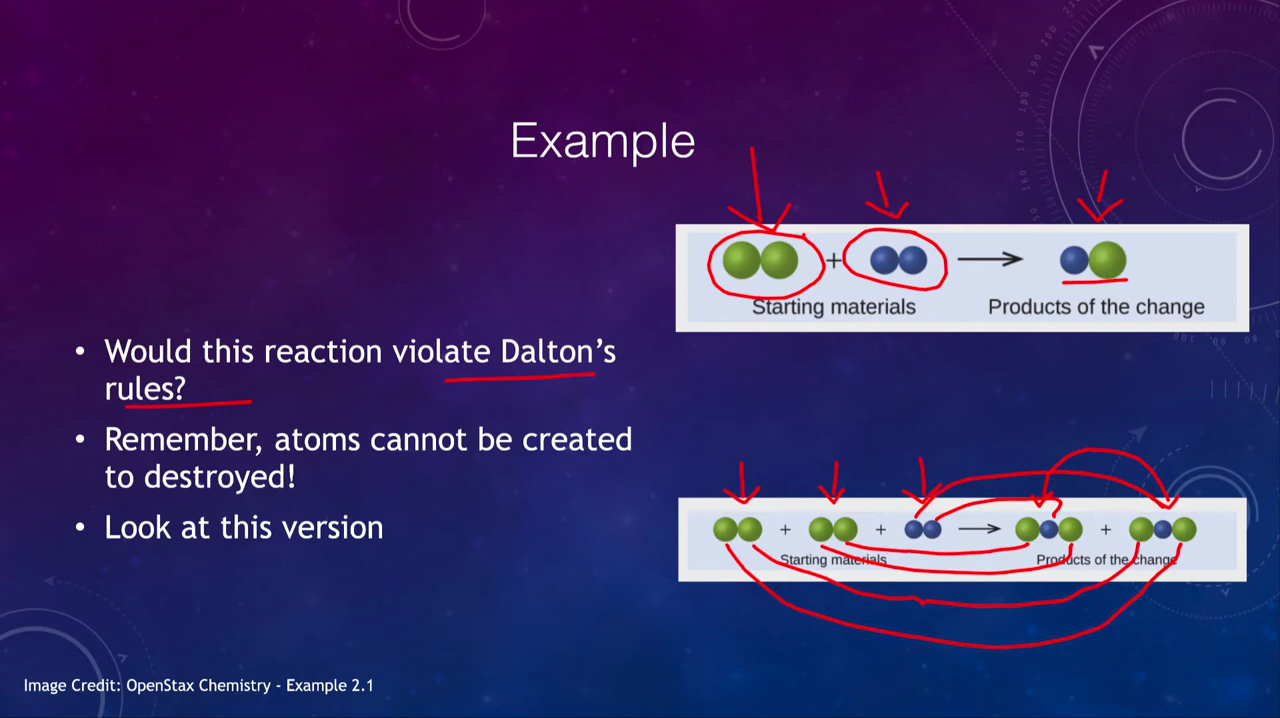 Example
+
Starting materials
Products of the change
• Would this reaction violate Dalton’s
rules?
• Remember, atoms cannot be created
to destroyed!
• Look at this version
+ + +
Starting materials
Products of the change
Image Credit: OpenStax Chemistry - Example 2.1